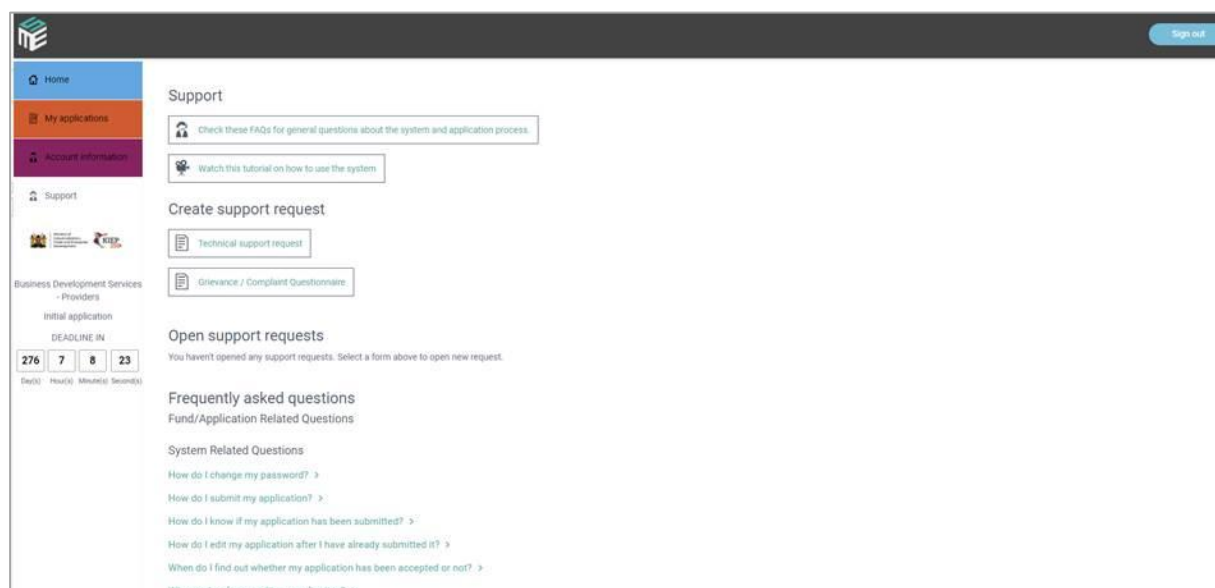 SME
Sign out
Home
My applications
Account information
Support
KIEP
Business Development Services
- Providers
Initial application
DEADLINE IN
276 7 8 23
Day(s) Hour(s) Minute(s) Second(s)
Support
Check these FAQs for general questions about the system and application process.
Watch this tutorial on how to use the system
Create support request
Technical support request
Grievance / Complaint Questionnaire
Open support requests
You haven't opened any support requests. Select a form above to open new request.
Frequently asked questions
Fund/Application Related Questions
System Related Questions
How do I change my password? >
How do I submit my application? >
How do I know if my application has been submitted? >
How do I edit my application after I have already submitted it? >
When do I find out whether my application has been accepted or not? >